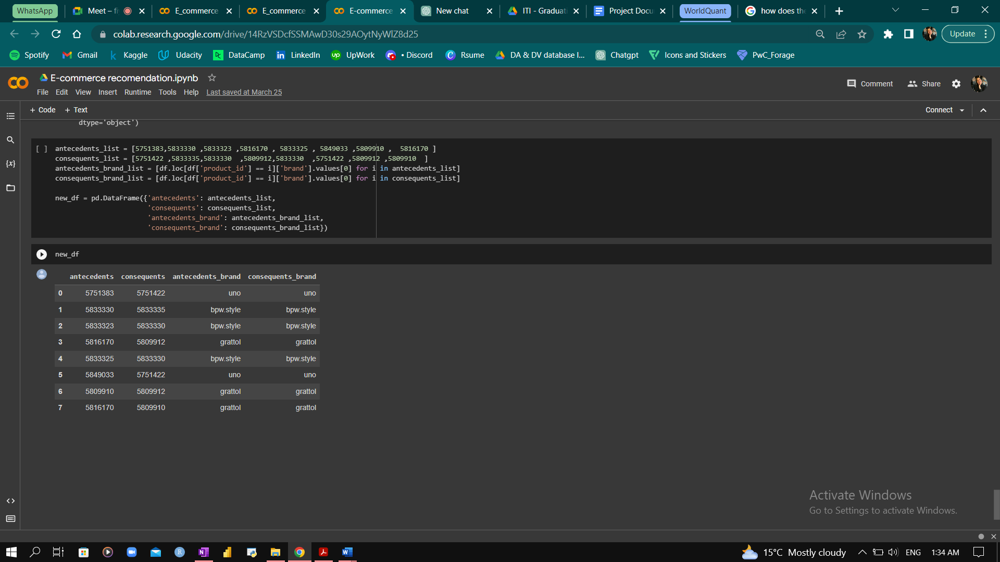 WhatsApp
Meet – fi
E_commerce
E_commerce
E-commerce
New chat
ITI - Graduati
Project Docu
WorldQuant
how does the
colab.research.google.com/drive/14RzVSDcfSSMAwD30s29AOytNyWlZ8d25
Update
Spotify
Gmail
Kaggle
Udacity
DataCamp
LinkedIn
UpWork
• Discord
Rsume
DA & DV database l...
Chatgpt
Icons and Stickers
PwC_Forage
E-commerce recomendation.ipynb
Comment
Share
File Edit View Insert Runtime Tools Help Last saved at March 25
+ Code + Text
Connect
dtype='object')
[ ] antecedents_list = [5751383,5833330 ,5833323 ,5816170 , 5833325 , 5849033 ,5809910 ,  5816170 ]
consequents_list = [5751422 ,5833335,5833330  ,5809912,5833330  ,5751422 ,5809912 ,5809910  ]
antecedents_brand_list = [df.loc[df['product_id'] == i]['brand'].values[0] for i in antecedents_list]
consequents_brand_list = [df.loc[df['product_id'] == i]['brand'].values[0] for i in consequents_list]
new_df = pd.DataFrame({'antecedents': antecedents_list,
'consequents': consequents_list,
'antecedents_brand': antecedents_brand_list,
'consequents_brand': consequents_brand_list})
new_df
antecedents consequents antecedents_brand consequents_brand
0 5751383 5751422 uno uno
1 5833330 5833335 bpw.style bpw.style
2 5833323 5833330 bpw.style bpw.style
3 5816170 5809912 grattol grattol
4 5833325 5833330 bpw.style bpw.style
5 5849033 5751422 uno uno
6 5809910 5809912 grattol grattol
7 5816170 5809910 grattol grattol
{x}
Activate Windows
Go to Settings to activate Windows.
15°C Mostly cloudy
ENG
1:34 AM